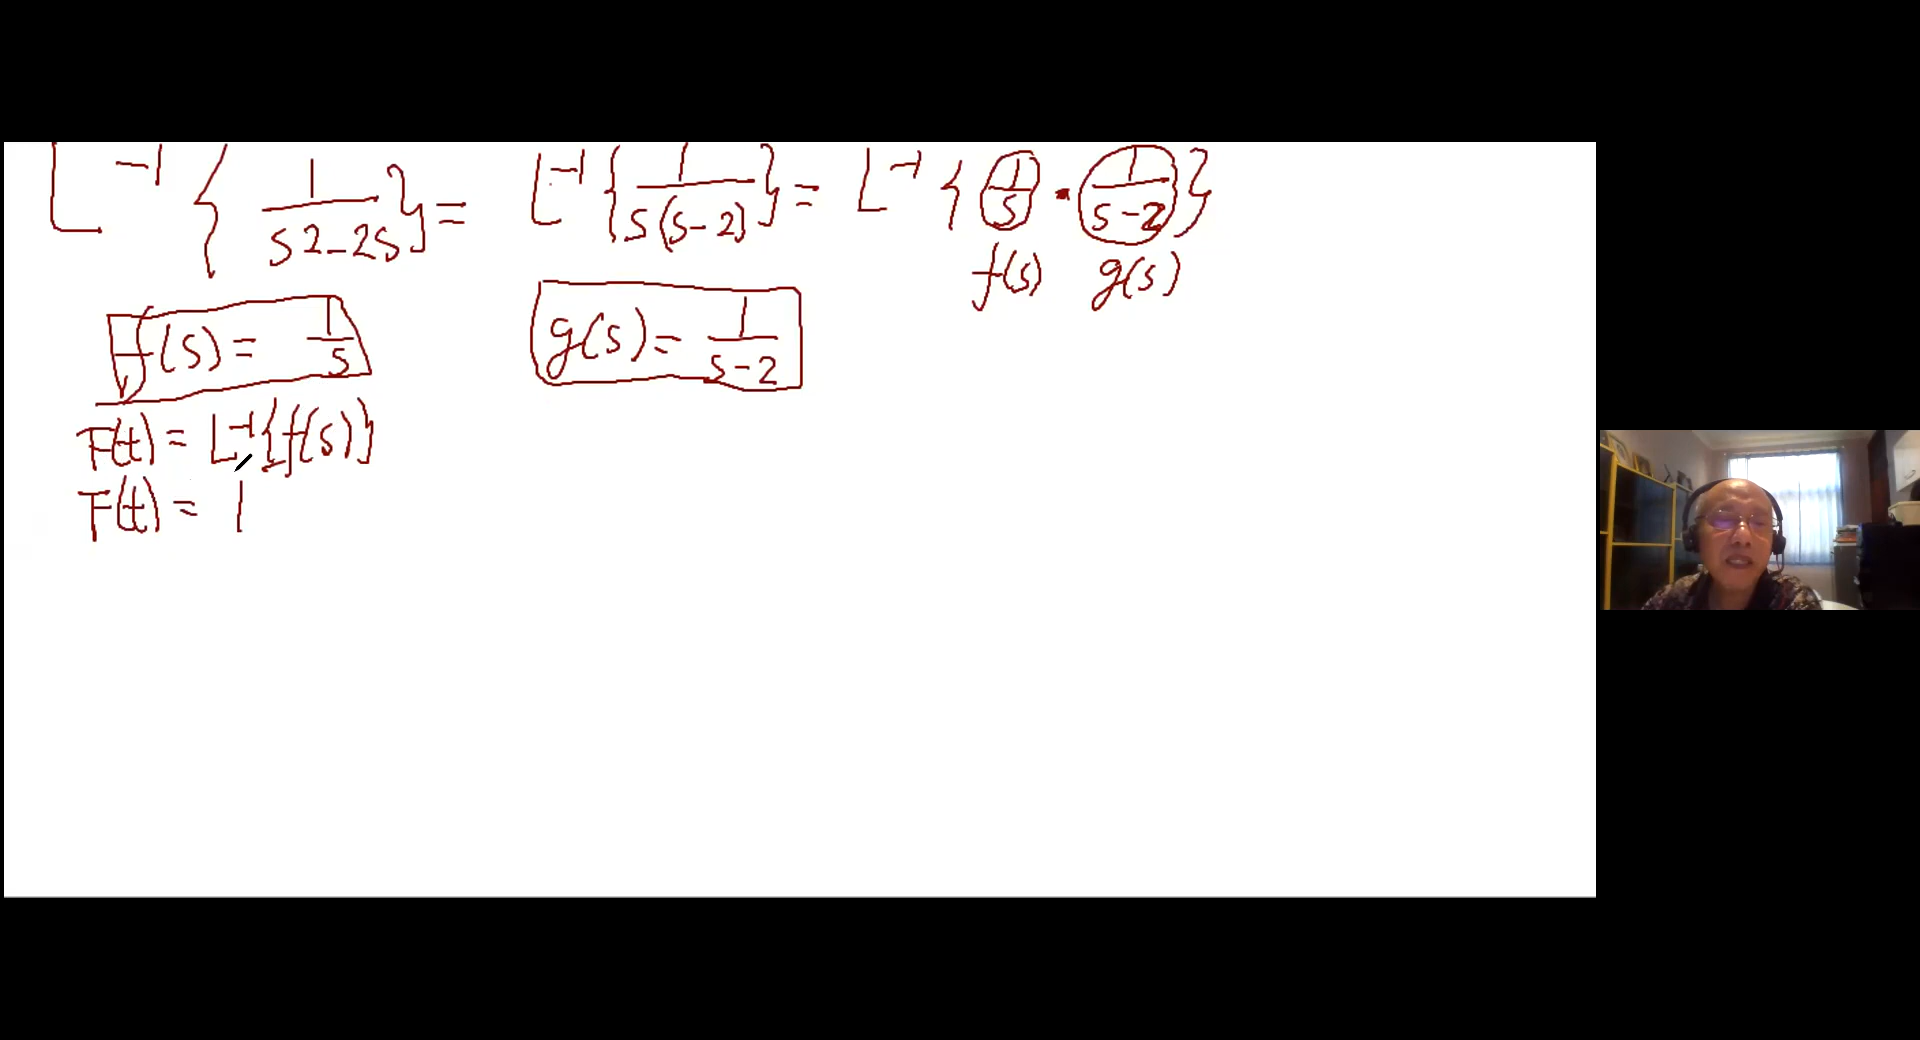 L^-1 { 1/(s2-2s) } = L^-1 { 1/(s(s-2)) } = L^-1 { 1/s · 1/(s-2) }
f(s) g(s)
f(s) = 1/s
g(s) = 1/(s-2)
F(t) = L^-1 {f(s)}
F(t) = 1